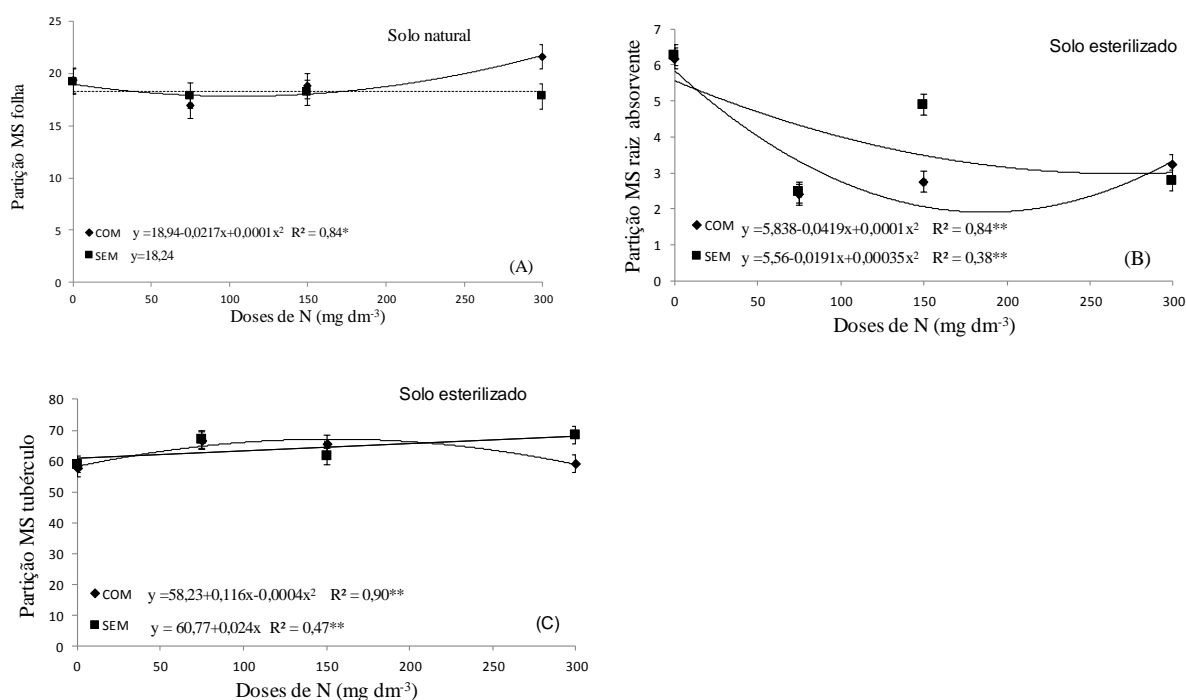 Solo natural
Partição MS folha
25
20
15
10
5
0
COM y =18,94-0,0217x+0,0001x² R² = 0,84*
SEM y=18,24
(A)
0 50 100 150 200 250 300
Doses de N (mg dm⁻³)
Solo esterilizado
Partição MS raiz absorvente
7
6
5
4
3
2
1
0
COM y =5,838-0,0419x+0,0001x² R² = 0,84**
SEM y=5,56-0,0191x+0,00035x² R² = 0,38**
(B)
0 50 100 150 200 250 300
Doses de N (mg dm⁻³)
Solo esterilizado
Partição MS tubérculo
80
70
60
50
40
30
20
10
0
COM y =58,23+0,116x-0,0004x² R² = 0,90**
SEM y = 60,77+0,024x R² = 0,47**
(C)
0 50 100 150 200 250 300
Doses de N (mg dm⁻³)